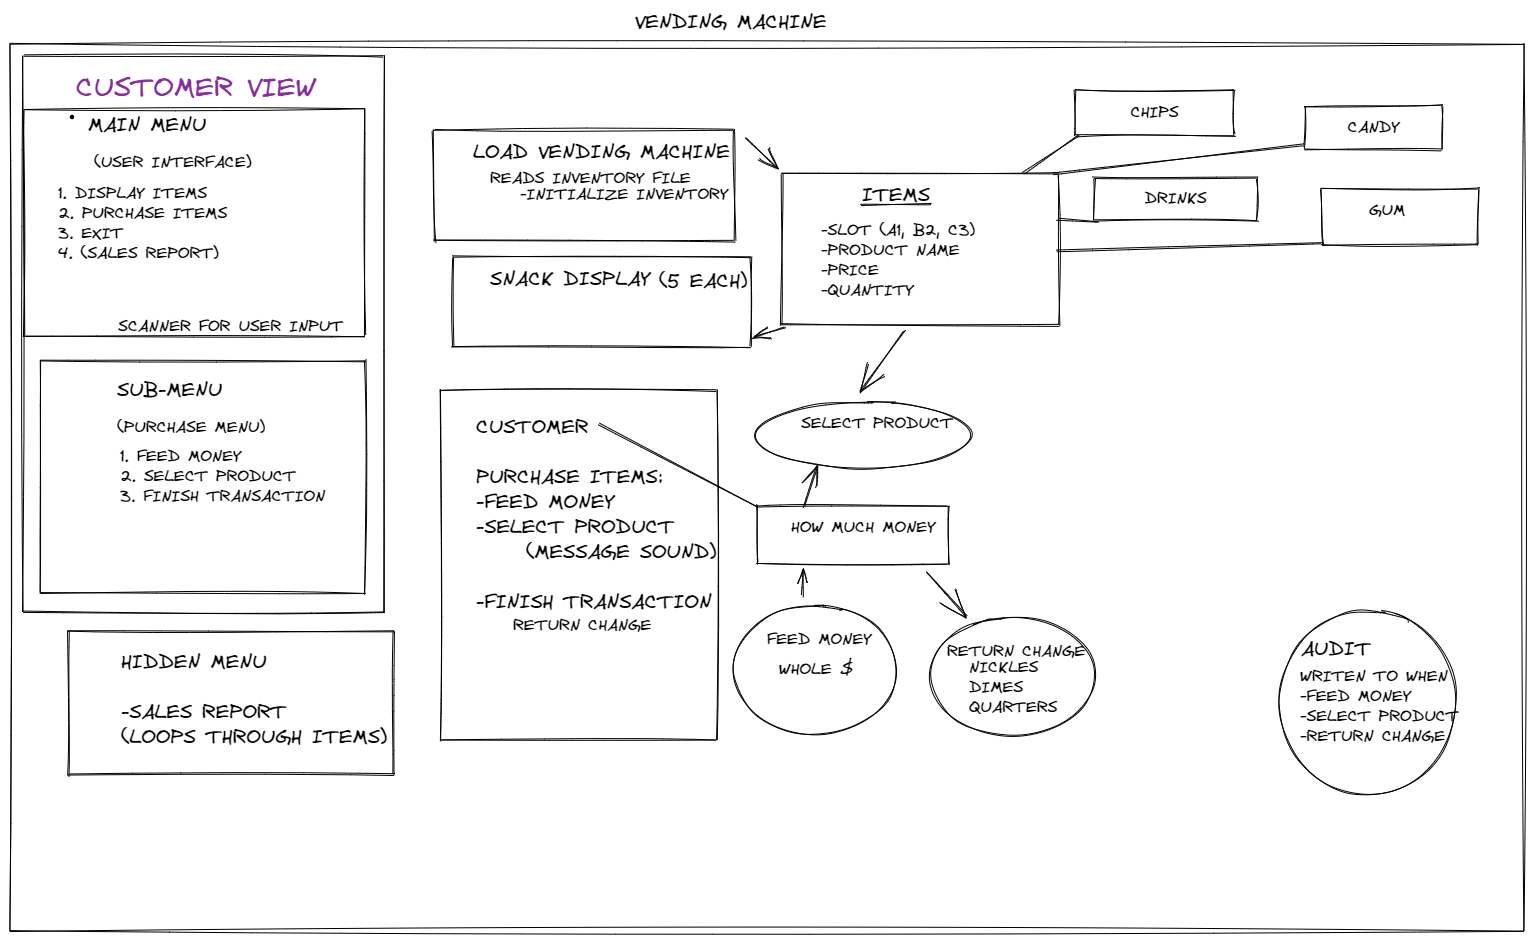 VENDING MACHINE
CUSTOMER VIEW
MAIN MENU
(USER INTERFACE)
1. DISPLAY ITEMS
2. PURCHASE ITEMS
3. EXIT
4. (SALES REPORT)
SCANNER FOR USER INPUT
SUB-MENU
(PURCHASE MENU)
1. FEED MONEY
2. SELECT PRODUCT
3. FINISH TRANSACTION
HIDDEN MENU
-SALES REPORT
(LOOPS THROUGH ITEMS)
LOAD VENDING MACHINE
READS INVENTORY FILE
-INITIALIZE INVENTORY
SNACK DISPLAY (5 EACH)
CUSTOMER
PURCHASE ITEMS:
-FEED MONEY
-SELECT PRODUCT
(MESSAGE SOUND)
-FINISH TRANSACTION
RETURN CHANGE
ITEMS
-SLOT (A1, B2, C3)
-PRODUCT NAME
-PRICE
-QUANTITY
CHIPS
CANDY
DRINKS
GUM
SELECT PRODUCT
HOW MUCH MONEY
FEED MONEY
WHOLE $
RETURN CHANGE
NICKLES
DIMES
QUARTERS
AUDIT
WRITEN TO WHEN
-FEED MONEY
-SELECT PRODUCT
-RETURN CHANGE